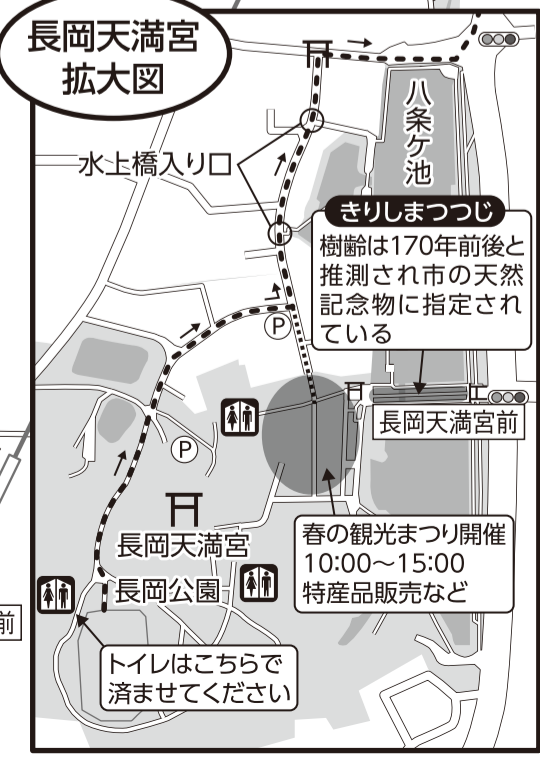 長岡天満宮
拡大図
八条ケ池
水上橋入り口
きりしまつつじ
樹齢は170年前後と
推測され市の天然
記念物に指定され
ている
P
長岡天満宮前
P
長岡天満宮
春の観光まつり開催
10:00〜15:00
特産品販売など
長岡公園
前
トイレはこちらで
済ませてください